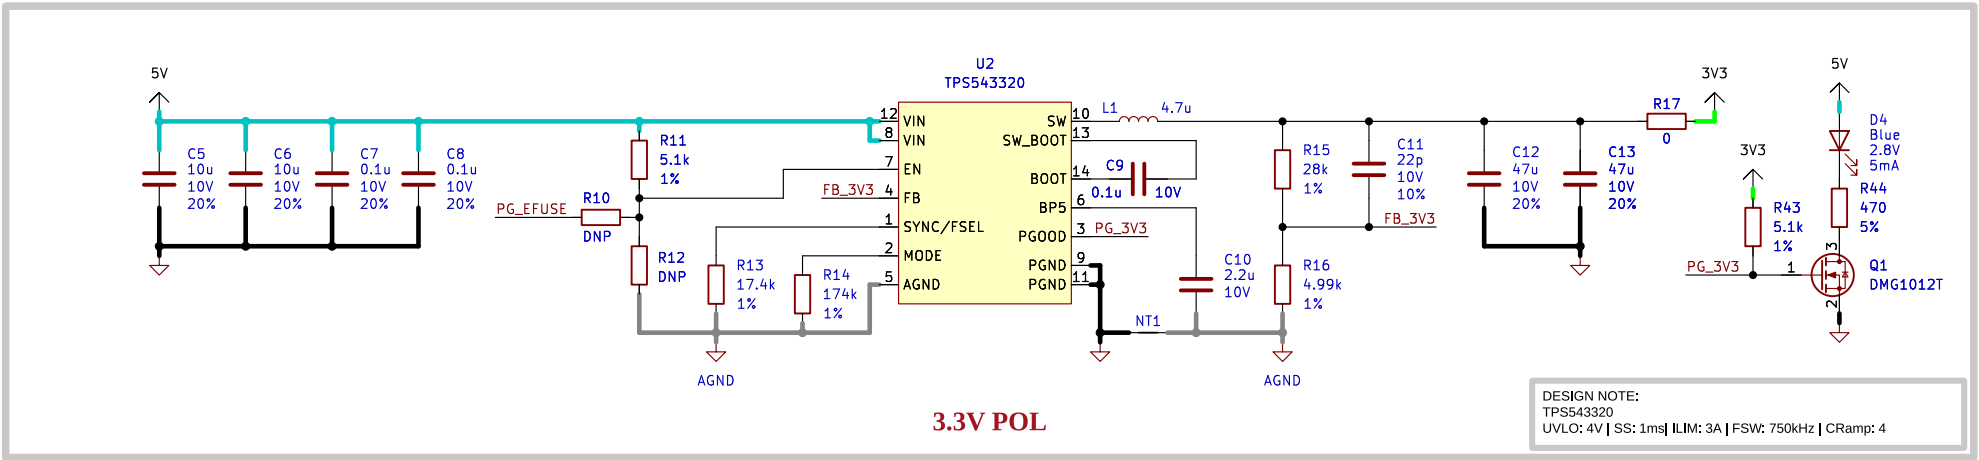 5V
C5
10u
10V
20%
C6
10u
10V
20%
C7
0.1u
10V
20%
C8
0.1u
10V
20%
PG_EFUSE
R10
DNP
R11
5.1k
1%
R12
DNP
R13
17.4k
1%
R14
174k
1%
FB_3V3
AGND
U2
TPS543320
12 VIN
8 VIN
7 EN
4 FB
1 SYNC/FSEL
2 MODE
5 AGND
SW 10
SW_BOOT 13
BOOT 14
BP5 6
PGOOD 3
PGND 9
PGND 11
L1 4.7u
C9
0.1u 10V
PG_3V3
C10
2.2u
10V
NT1
R15
28k
1%
C11
22p
10V
10%
FB_3V3
R16
4.99k
1%
AGND
C12
47u
10V
20%
C13
47u
10V
20%
R17
0
3V3
3V3
R43
5.1k
1%
PG_3V3
5V
D4
Blue
2.8V
5mA
R44
470
5%
3
1
2
Q1
DMG1012T
3.3V POL
DESIGN NOTE:
TPS543320
UVLO: 4V | SS: 1ms| ILIM: 3A | FSW: 750kHz | CRamp: 4